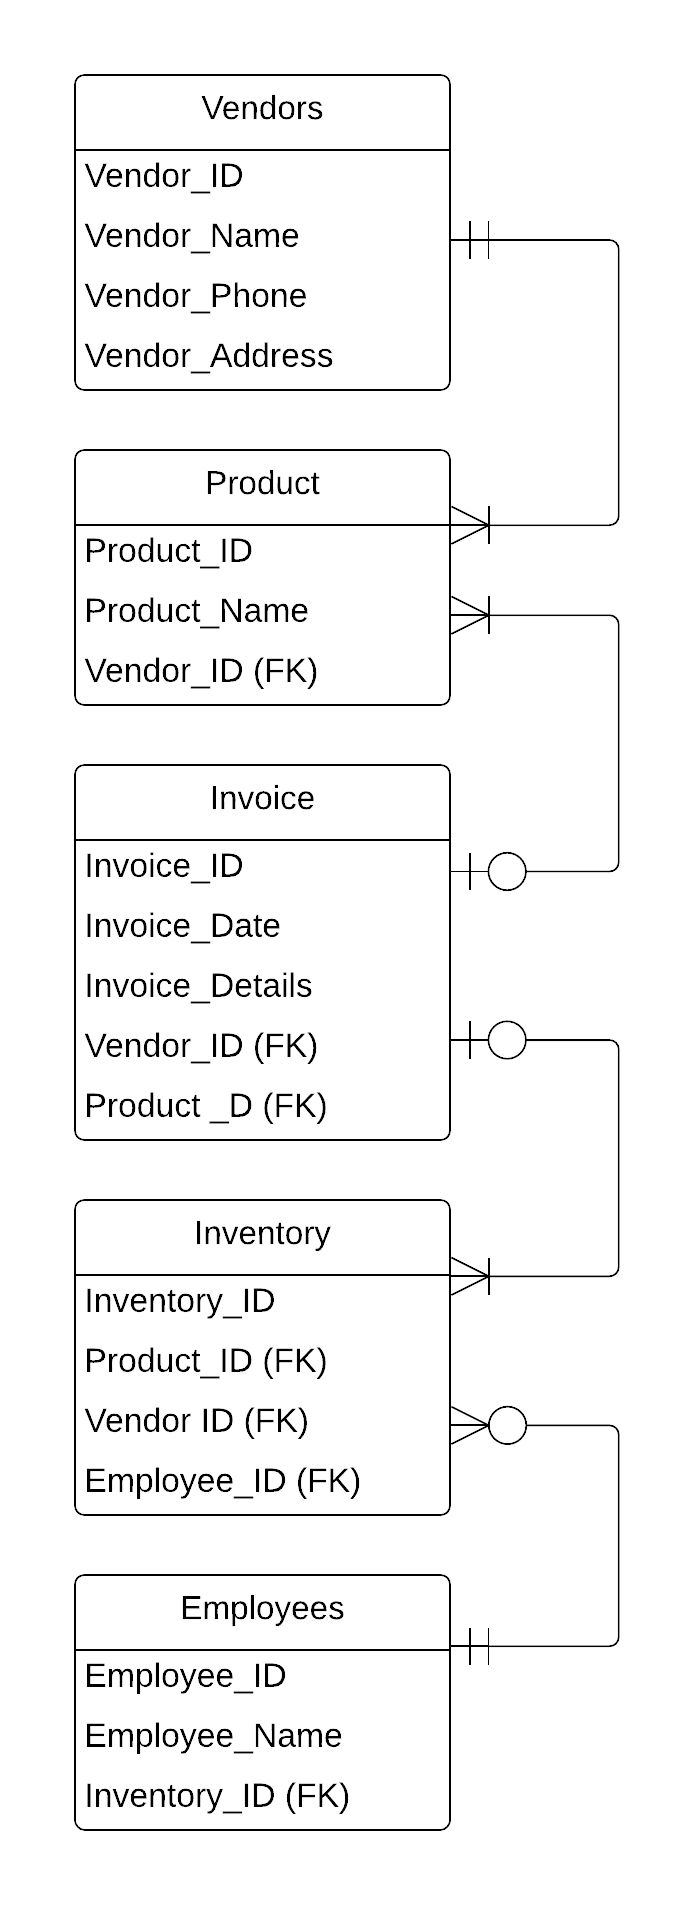 Vendors
Vendor_ID
Vendor_Name
Vendor_Phone
Vendor_Address
Product
Product_ID
Product_Name
Vendor_ID (FK)
Invoice
Invoice_ID
Invoice_Date
Invoice_Details
Vendor_ID (FK)
Product _D (FK)
Inventory
Inventory_ID
Product_ID (FK)
Vendor ID (FK)
Employee_ID (FK)
Employees
Employee_ID
Employee_Name
Inventory_ID (FK)